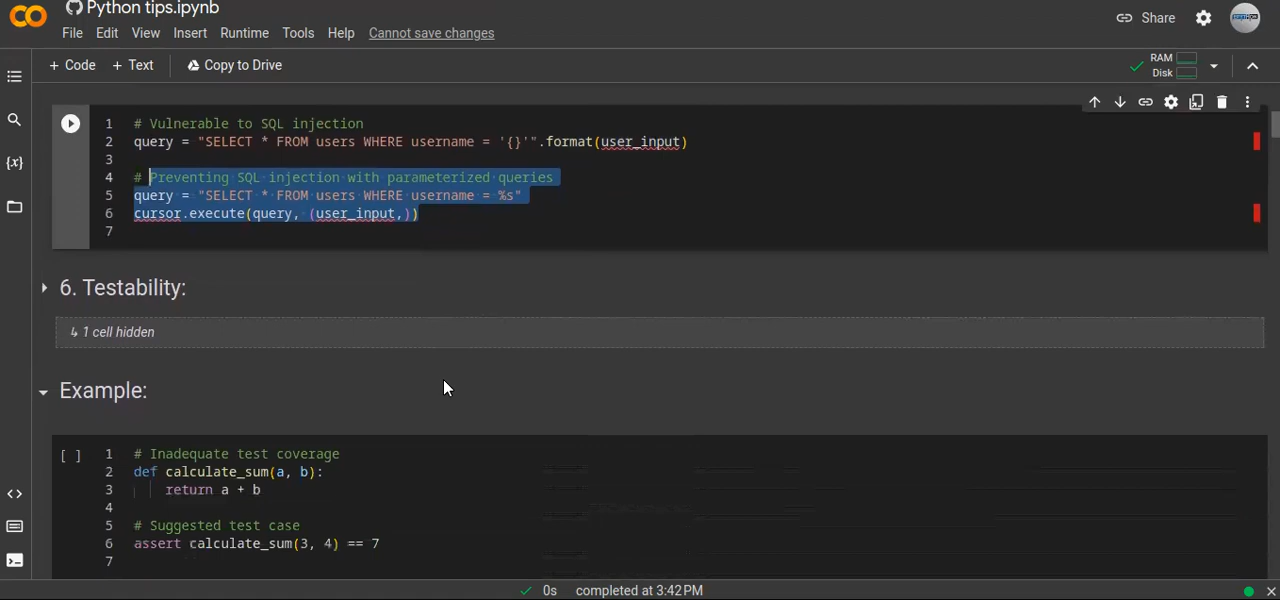 Python tips.ipynb
Share
File Edit View Insert Runtime Tools Help Cannot save changes
+ Code + Text Copy to Drive
RAM
Disk
1 # Vulnerable to SQL injection
2 query = "SELECT * FROM users WHERE username = '{}'".format(user_input)
3
4 # Preventing SQL injection with parameterized queries
5 query = "SELECT * FROM users WHERE username = %s"
6 cursor.execute(query, (user_input,))
7
6. Testability:
↳ 1 cell hidden
Example:
[ ] 1 # Inadequate test coverage
2 def calculate_sum(a, b):
3 return a + b
4
5 # Suggested test case
6 assert calculate_sum(3, 4) == 7
7
0s completed at 3:42 PM